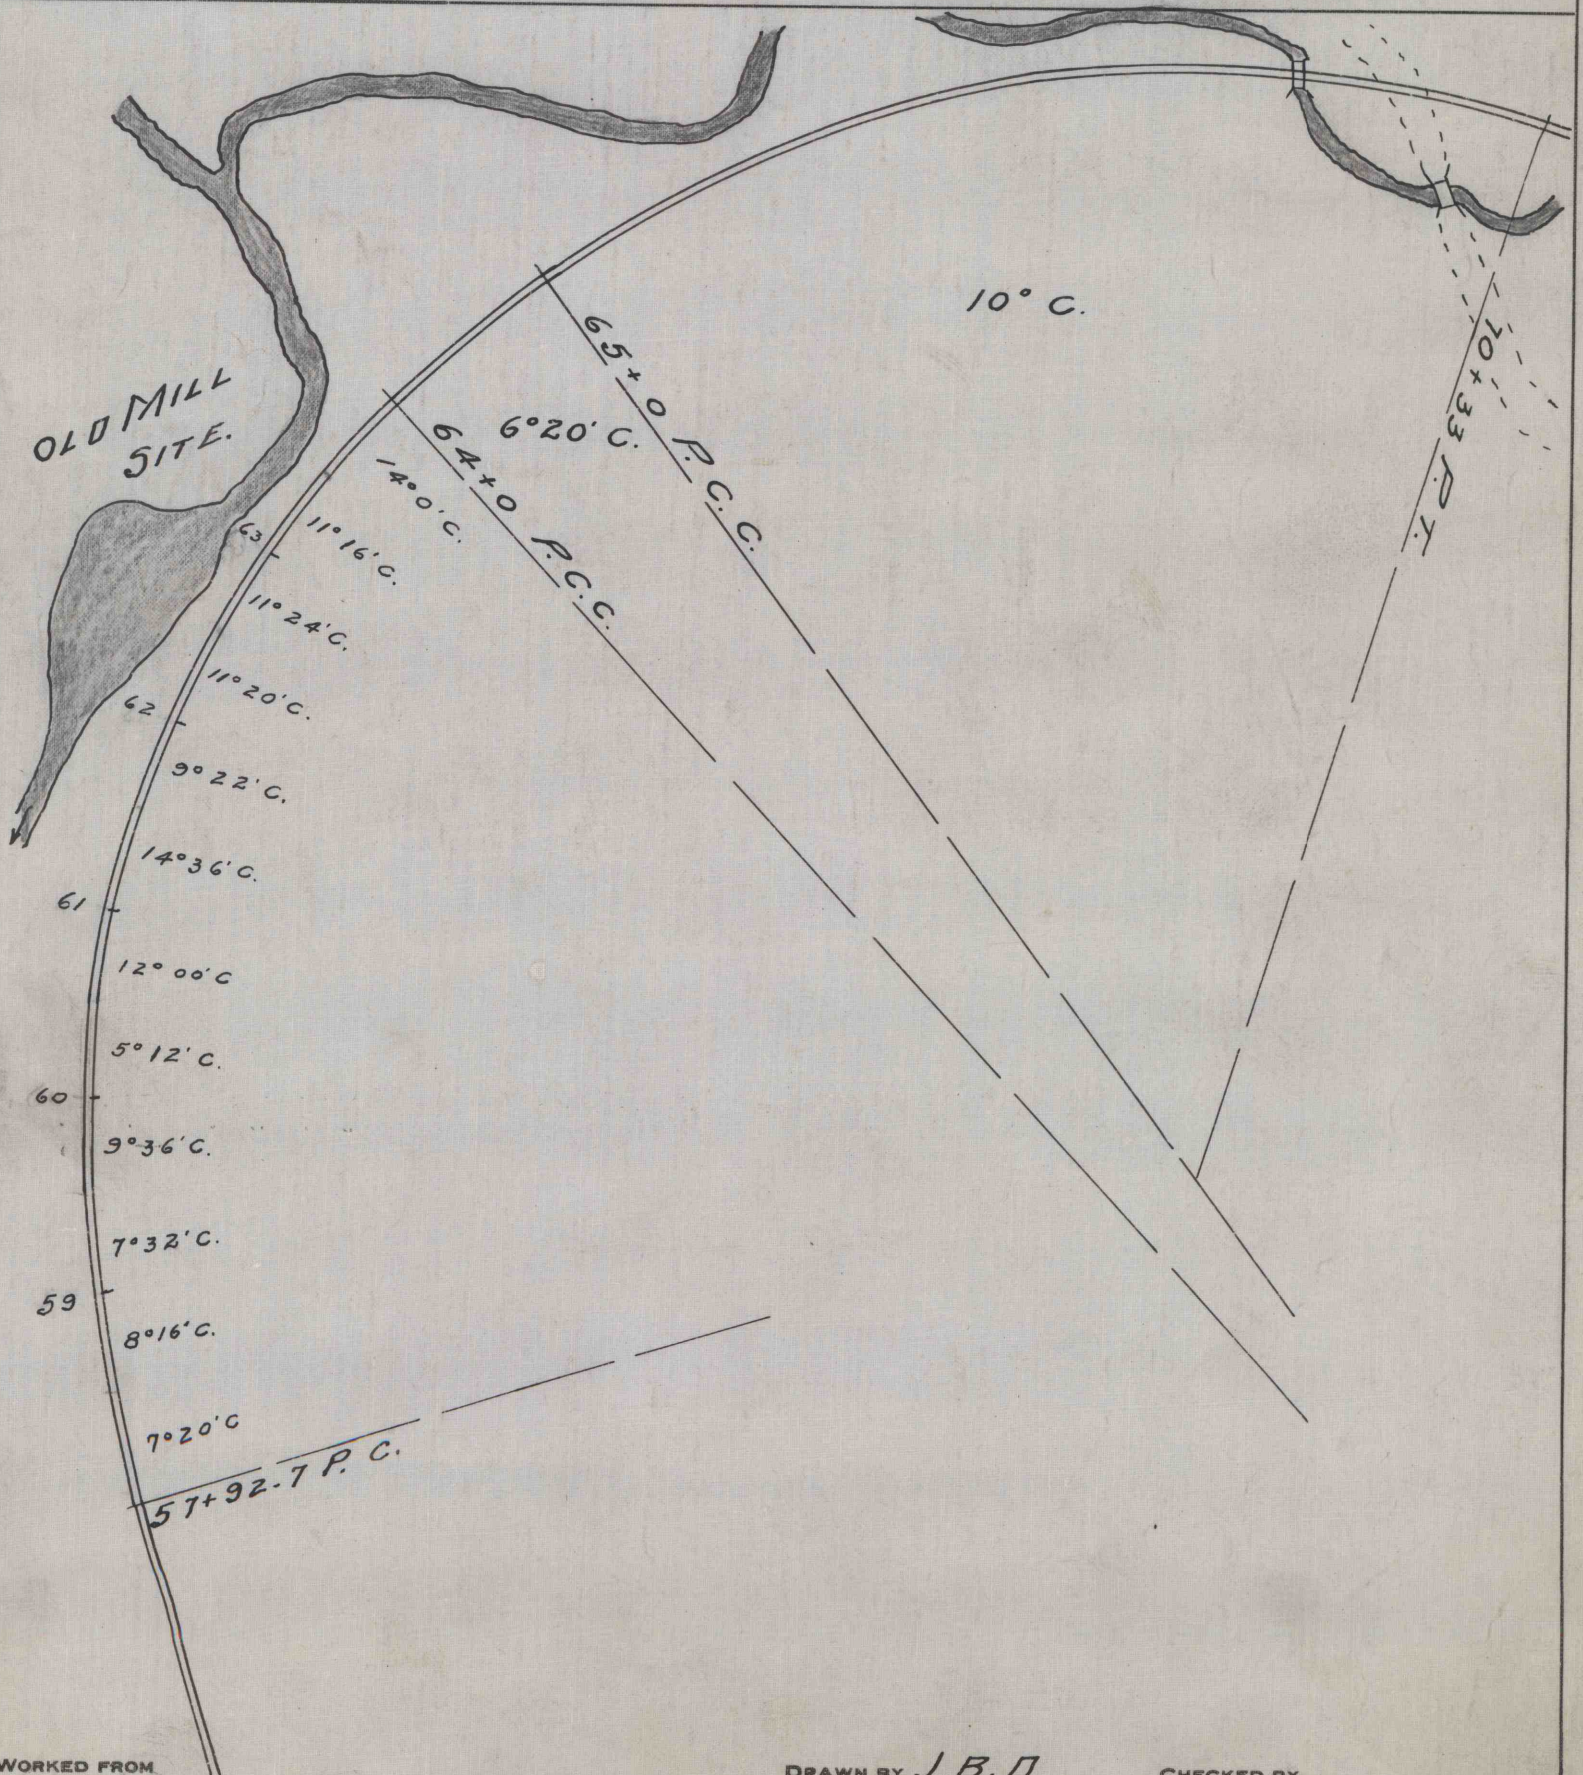 10° C.
65+0 P.C.C.
70+33 P.T.
OLD MILL
SITE.
6°20' C.
64+0 P.C.C.
14°0' C.
63
11°16' C.
11°24' C.
11°20' C.
62
9°22' C.
14°36' C.
61
12°00' C
5°12' C.
60
9°36' C.
7°32' C.
59
8°16' C.
7°20' C
57+92.7 P. C.
WORKED FROM
DRAWN BY J.B.D
CHECKED BY